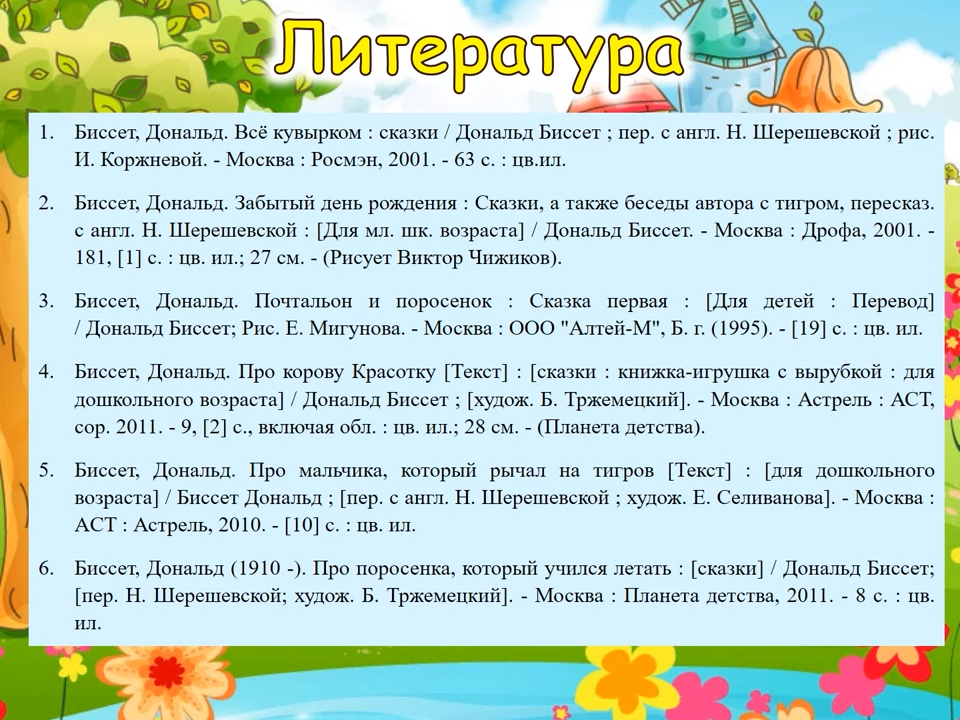 Литература
1. Биссет, Дональд. Всё кувырком : сказки / Дональд Биссет ; пер. с англ. Н. Шерешевской ; рис.
И. Коржневой. - Москва : Росмэн, 2001. - 63 с. : цв.ил.
2. Биссет, Дональд. Забытый день рождения : Сказки, а также беседы автора с тигром, пересказ.
с англ. Н. Шерешевской : [Для мл. шк. возраста] / Дональд Биссет. - Москва : Дрофа, 2001. -
181, [1] с. : цв. ил.; 27 см. - (Рисует Виктор Чижиков).
3. Биссет, Дональд. Почтальон и поросенок : Сказка первая : [Для детей : Перевод]
/ Дональд Биссет; Рис. Е. Мигунова. - Москва : ООО "Алтей-М", Б. г. (1995). - [19] с. : цв. ил.
4. Биссет, Дональд. Про корову Красотку [Текст] : [сказки : книжка-игрушка с вырубкой : для
дошкольного возраста] / Дональд Биссет ; [худож. Б. Тржемецкий]. - Москва : Астрель : АСТ,
сор. 2011. - 9, [2] с., включая обл. : цв. ил.; 28 см. - (Планета детства).
5. Биссет, Дональд. Про мальчика, который рычал на тигров [Текст] : [для дошкольного
возраста] / Биссет Дональд ; [пер. с англ. Н. Шерешевской ; худож. Е. Селиванова]. - Москва :
АСТ : Астрель, 2010. - [10] с. : цв. ил.
6. Биссет, Дональд (1910 -). Про поросенка, который учился летать : [сказки] / Дональд Биссет;
[пер. Н. Шерешевской; худож. Б. Тржемецкий]. - Москва : Планета детства, 2011. - 8 с. : цв.
ил.